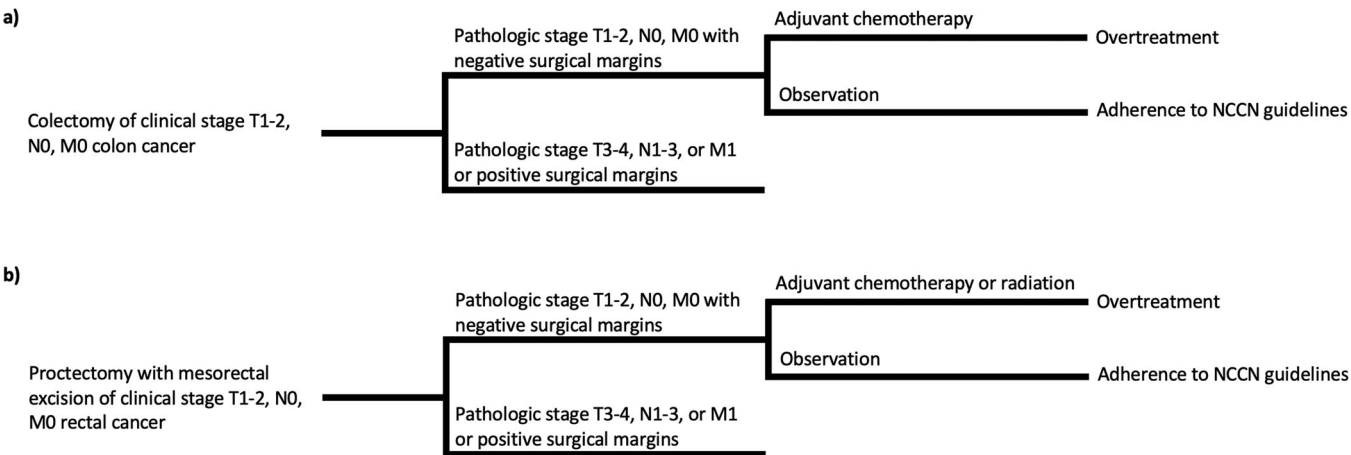 a)
Adjuvant chemotherapy
Pathologic stage T1-2, N0, M0 with
negative surgical margins
Overtreatment
Observation
Adherence to NCCN guidelines
Colectomy of clinical stage T1-2,
N0, M0 colon cancer
Pathologic stage T3-4, N1-3, or M1
or positive surgical margins
b)
Adjuvant chemotherapy or radiation
Pathologic stage T1-2, N0, M0 with
negative surgical margins
Overtreatment
Observation
Adherence to NCCN guidelines
Proctectomy with mesorectal
excision of clinical stage T1-2, N0,
M0 rectal cancer
Pathologic stage T3-4, N1-3, or M1
or positive surgical margins